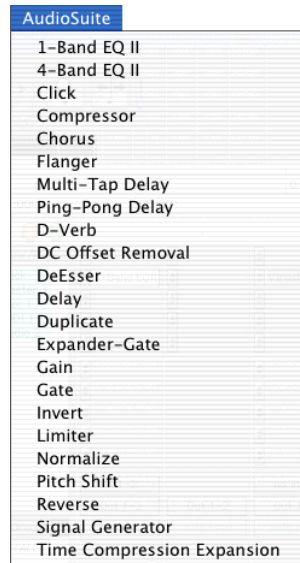 AudioSuite
1-Band EQ II
4-Band EQ II
Click
Compressor
Chorus
Flanger
Multi-Tap Delay
Ping-Pong Delay
D-Verb
DC Offset Removal
DeEsser
Delay
Duplicate
Expander-Gate
Gain
Gate
Invert
Limiter
Normalize
Pitch Shift
Reverse
Signal Generator
Time Compression Expansion